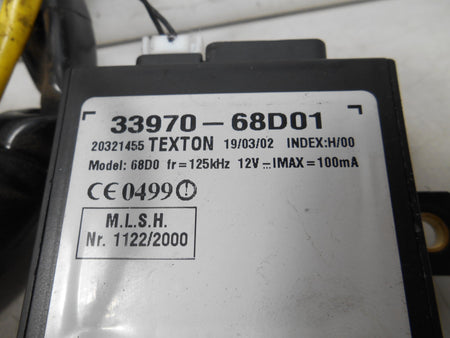 33970-68D01
20321455 TEXTON 19/03/02 INDEX:H/00
Model: 68D0 fr=125kHz 12V⎓IMAX=100mA
CE0499!
M.L.S.H.
Nr. 1122/2000